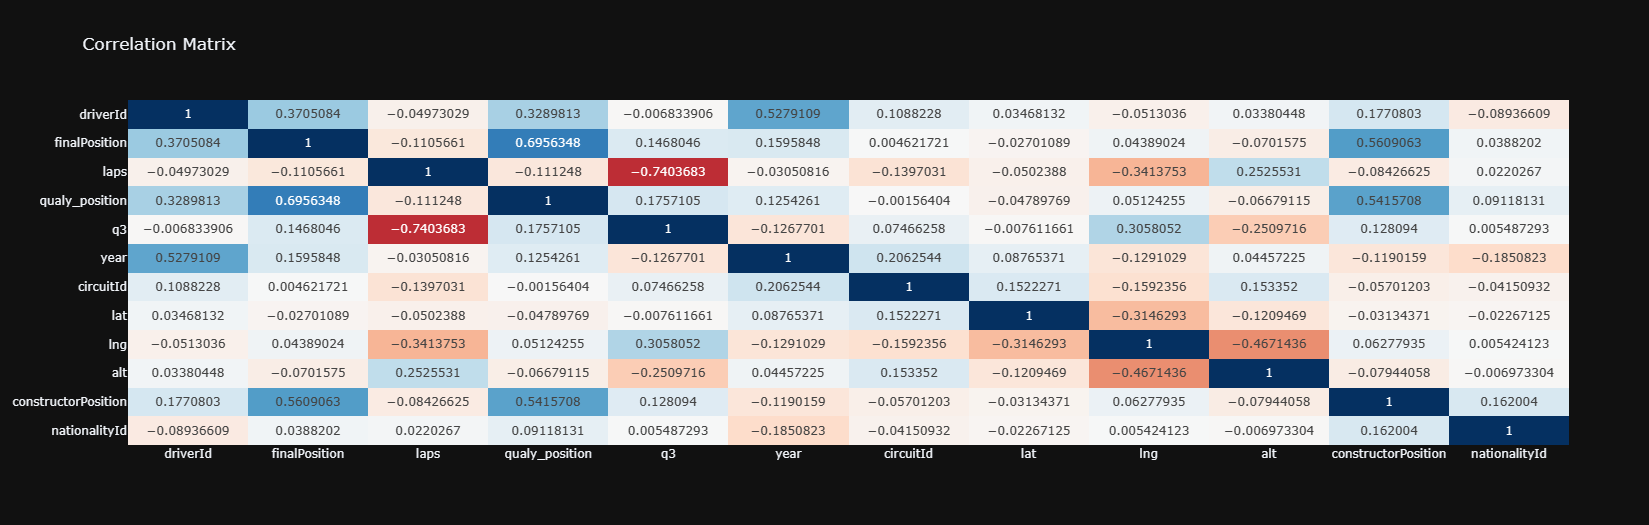 Correlation Matrix
driverId 1 0.3705084 −0.04973029 0.3289813 −0.006833906 0.5279109 0.1088228 0.03468132 −0.0513036 0.03380448 0.1770803 −0.08936609
finalPosition 0.3705084 1 −0.1105661 0.6956348 0.1468046 0.1595848 0.004621721 −0.02701089 0.04389024 −0.0701575 0.5609063 0.0388202
laps −0.04973029 −0.1105661 1 −0.111248 −0.7403683 −0.03050816 −0.1397031 −0.0502388 −0.3413753 0.2525531 −0.08426625 0.0220267
qualy_position 0.3289813 0.6956348 −0.111248 1 0.1757105 0.1254261 −0.00156404 −0.04789769 0.05124255 −0.06679115 0.5415708 0.09118131
q3 −0.006833906 0.1468046 −0.7403683 0.1757105 1 −0.1267701 0.07466258 −0.007611661 0.3058052 −0.2509716 0.128094 0.005487293
year 0.5279109 0.1595848 −0.03050816 0.1254261 −0.1267701 1 0.2062544 0.08765371 −0.1291029 0.04457225 −0.1190159 −0.1850823
circuitId 0.1088228 0.004621721 −0.1397031 −0.00156404 0.07466258 0.2062544 1 0.1522271 −0.1592356 0.153352 −0.05701203 −0.04150932
lat 0.03468132 −0.02701089 −0.0502388 −0.04789769 −0.007611661 0.08765371 0.1522271 1 −0.3146293 −0.1209469 −0.03134371 −0.02267125
lng −0.0513036 0.04389024 −0.3413753 0.05124255 0.3058052 −0.1291029 −0.1592356 −0.3146293 1 −0.4671436 0.06277935 0.005424123
alt 0.03380448 −0.0701575 0.2525531 −0.06679115 −0.2509716 0.04457225 0.153352 −0.1209469 −0.4671436 1 −0.07944058 −0.006973304
constructorPosition 0.1770803 0.5609063 −0.08426625 0.5415708 0.128094 −0.1190159 −0.05701203 −0.03134371 0.06277935 −0.07944058 1 0.162004
nationalityId −0.08936609 0.0388202 0.0220267 0.09118131 0.005487293 −0.1850823 −0.04150932 −0.02267125 0.005424123 −0.006973304 0.162004 1
driverId finalPosition laps qualy_position q3 year circuitId lat lng alt constructorPosition nationalityId